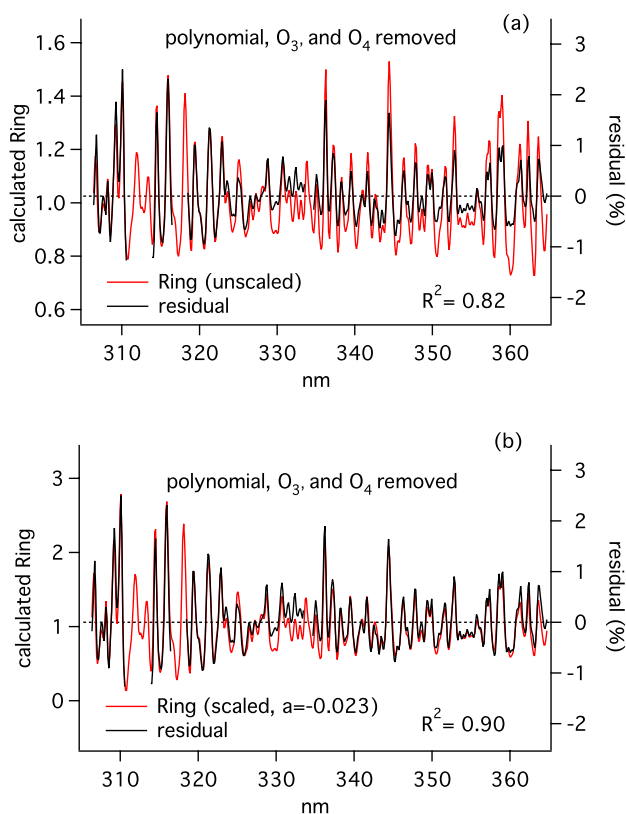 (a)
polynomial, O3, and O4 removed
1.6
1.4
1.2
1.0
0.8
0.6
calculated Ring
3
2
1
0
-1
-2
residual (%)
Ring (unscaled)
residual
R2= 0.82
310 320 330 340 350 360
nm
(b)
polynomial, O3, and O4 removed
3
2
1
0
calculated Ring
3
2
1
0
-1
-2
residual (%)
Ring (scaled, a=-0.023)
residual
R2= 0.90
310 320 330 340 350 360
nm